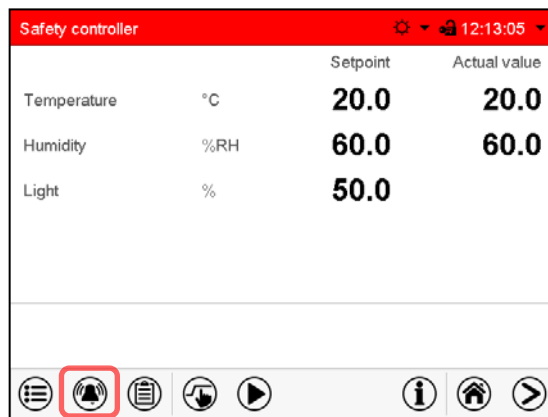 Safety controller 12:13:05
Setpoint Actual value
Temperature °C 20.0 20.0
Humidity %RH 60.0 60.0
Light % 50.0